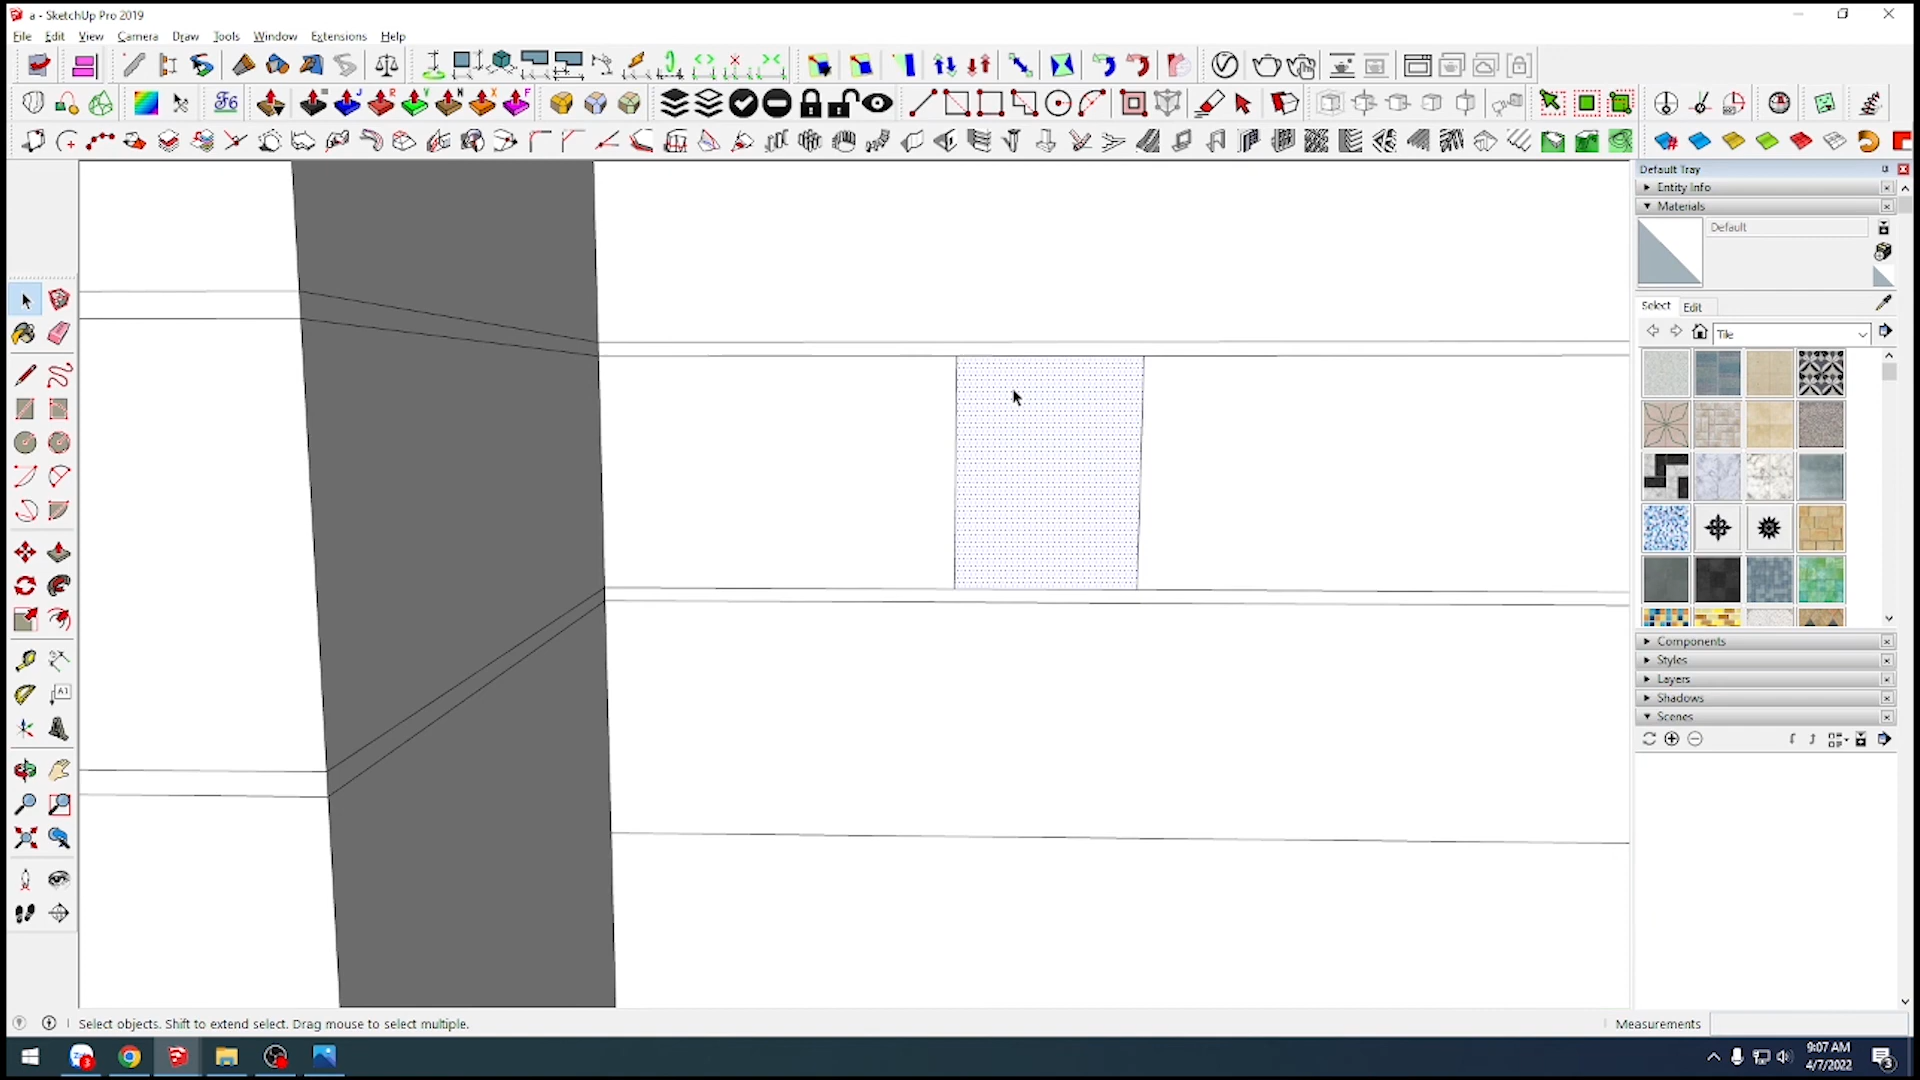 a - SketchUp Pro 2019
File Edit View Camera Draw Tools Window Extensions Help
Default Tray
Entity Info
Materials
Default
Select Edit
Tile
Components
Styles
Layers
Shadows
Scenes
Select objects. Shift to extend select. Drag mouse to select multiple.
Measurements
9:07 AM
4/7/2022